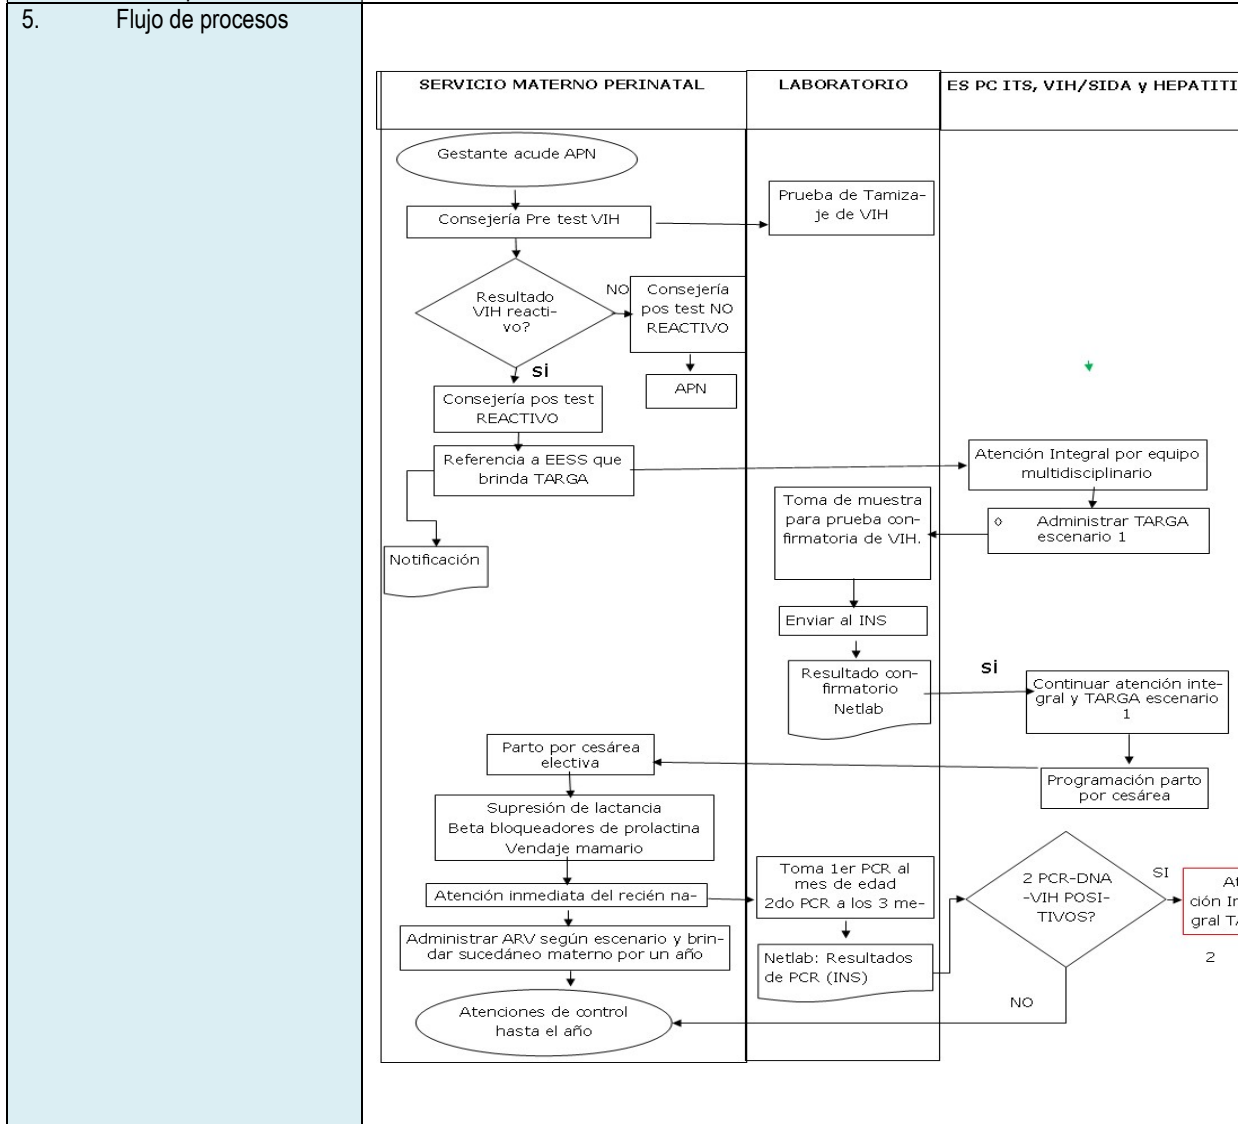 5. Flujo de procesos
SERVICIO MATERNO PERINATAL
LABORATORIO
ES PC ITS, VIH/SIDA y HEPATITI
Gestante acude APN
Consejería Pre test VIH
Prueba de Tamiza-
je de VIH
Resultado
VIH reacti-
vo?
NO
Consejería
pos test NO
REACTIVO
si
APN
Consejería pos test
REACTIVO
Referencia a EESS que
brinda TARGA
Notificación
Atención Integral por equipo
multidisciplinario
o Administrar TARGA
escenario 1
Toma de muestra
para prueba con-
firmatoria de VIH.
Enviar al INS
Resultado con-
firmatorio
Netlab
si
Continuar atención inte-
gral y TARGA escenario
1
Programación parto
por cesárea
Parto por cesárea
electiva
Supresión de lactancia
Beta bloqueadores de prolactina
Vendaje mamario
Atención inmediata del recién na-
Toma 1er PCR al
mes de edad
2do PCR a los 3 me-
2 PCR-DNA
-VIH POSI-
TIVOS?
SI
At
ción In
gral TA
2
Administrar ARV según escenario y brin-
dar sucedáneo materno por un año
Netlab: Resultados
de PCR (INS)
NO
Atenciones de control
hasta el año